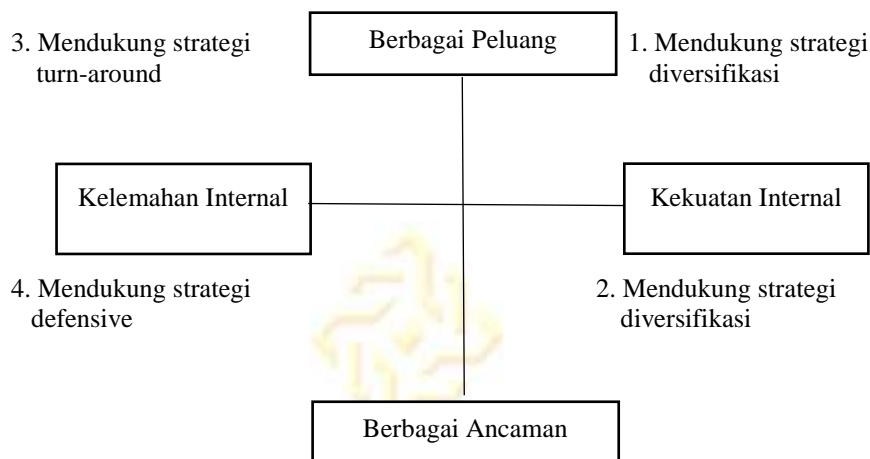 3. Mendukung strategi
turn-around
Berbagai Peluang
1. Mendukung strategi
diversifikasi
Kelemahan Internal
Kekuatan Internal
4. Mendukung strategi
defensive
2. Mendukung strategi
diversifikasi
Berbagai Ancaman